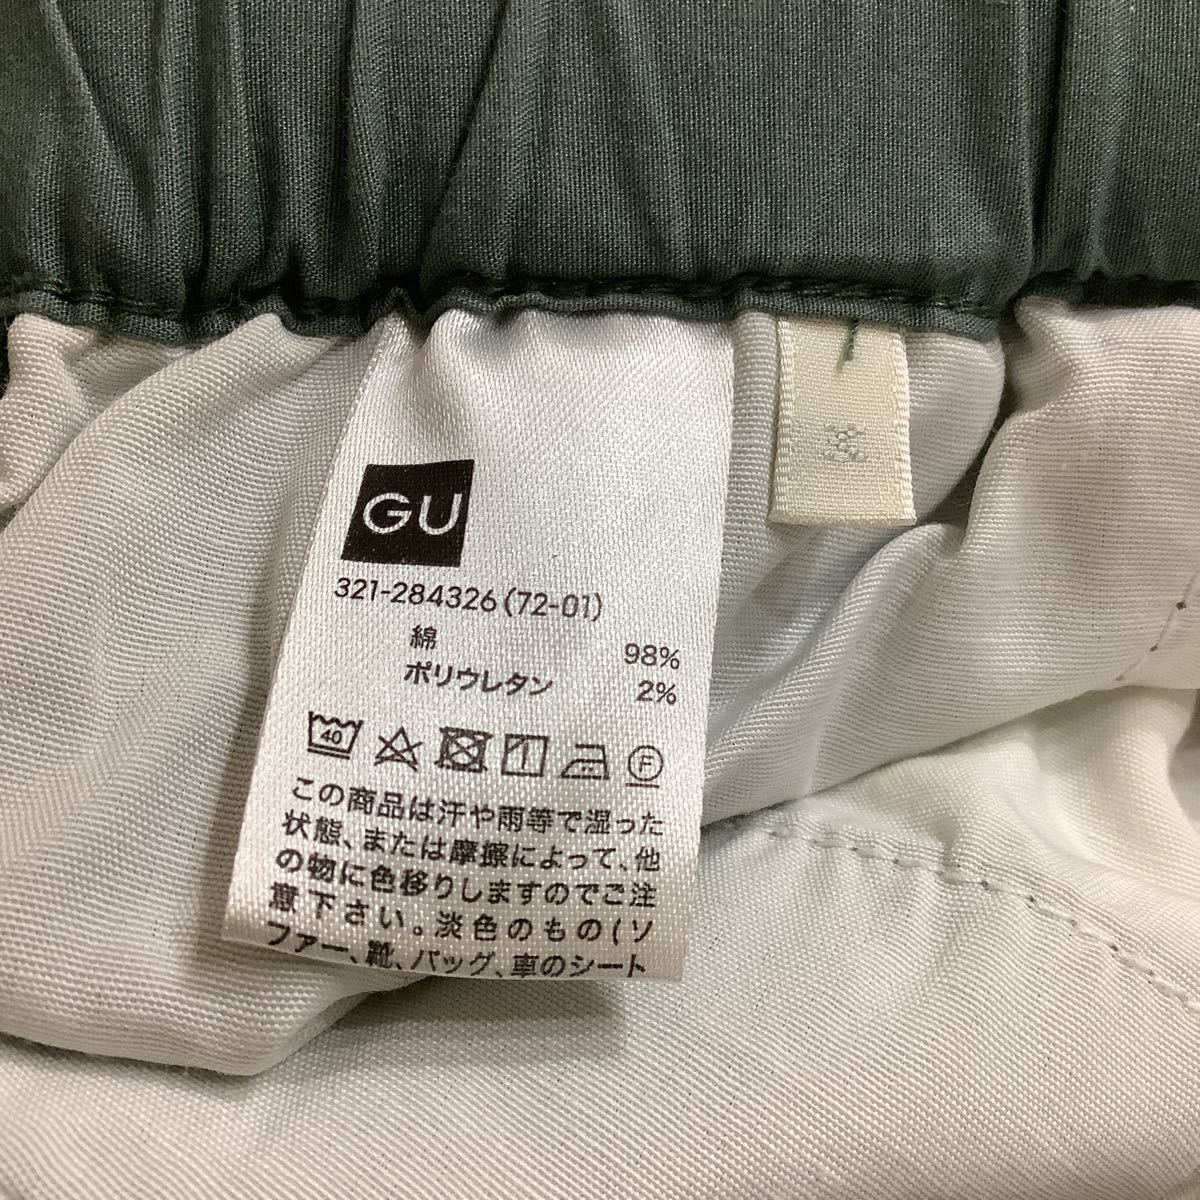 GU
321-284326(72-01)
綿 98%
ポリウレタン 2%
40 1 F
この商品は汗や雨等で湿った
状態、または摩擦によって、他
の物に色移りしますのでご注
意下さい。淡色のもの(ソ
ファー、靴、バッグ、車のシート